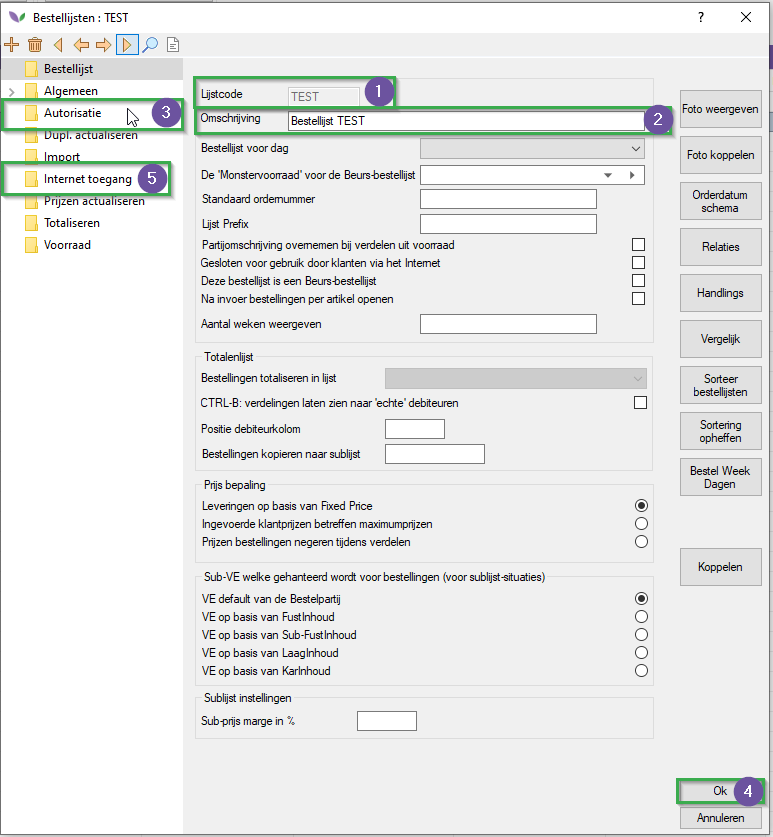 Bestellijsten : TEST
?
Bestellijst
Algemeen
Autorisatie
3
Dupl. actualiseren
Import
Internet toegang
5
Prijzen actualiseren
Totaliseren
Voorraad
Lijstcode
TEST
1
Omschrijving
Bestellijst TEST
2
Bestellijst voor dag
De 'Monstervoorraad' voor de Beurs-bestellijst
Standaard ordernummer
Lijst Prefix
Partijomschrijving overnemen bij verdelen uit voorraad
Gesloten voor gebruik door klanten via het Internet
Deze bestellijst is een Beurs-bestellijst
Na invoer bestellingen per artikel openen
Aantal weken weergeven
Totalenlijst
Bestellingen totaliseren in lijst
CTRL-B: verdelingen laten zien naar 'echte' debiteuren
Positie debiteurkolom
Bestellingen kopieren naar sublijst
Prijs bepaling
Leveringen op basis van Fixed Price
Ingevoerde klantprijzen betreffen maximumprijzen
Prijzen bestellingen negeren tijdens verdelen
Sub-VE welke gehanteerd wordt voor bestellingen (voor sublijst-situaties)
VE default van de Bestelpartij
VE op basis van FustInhoud
VE op basis van Sub-FustInhoud
VE op basis van LaagInhoud
VE op basis van KarInhoud
Sublijst instellingen
Sub-prijs marge in %
Foto weergeven
Foto koppelen
Orderdatum
schema
Relaties
Handlings
Vergelijk
Sorteer
bestellijsten
Sortering
opheffen
Bestel Week
Dagen
Koppelen
Ok
4
Annuleren